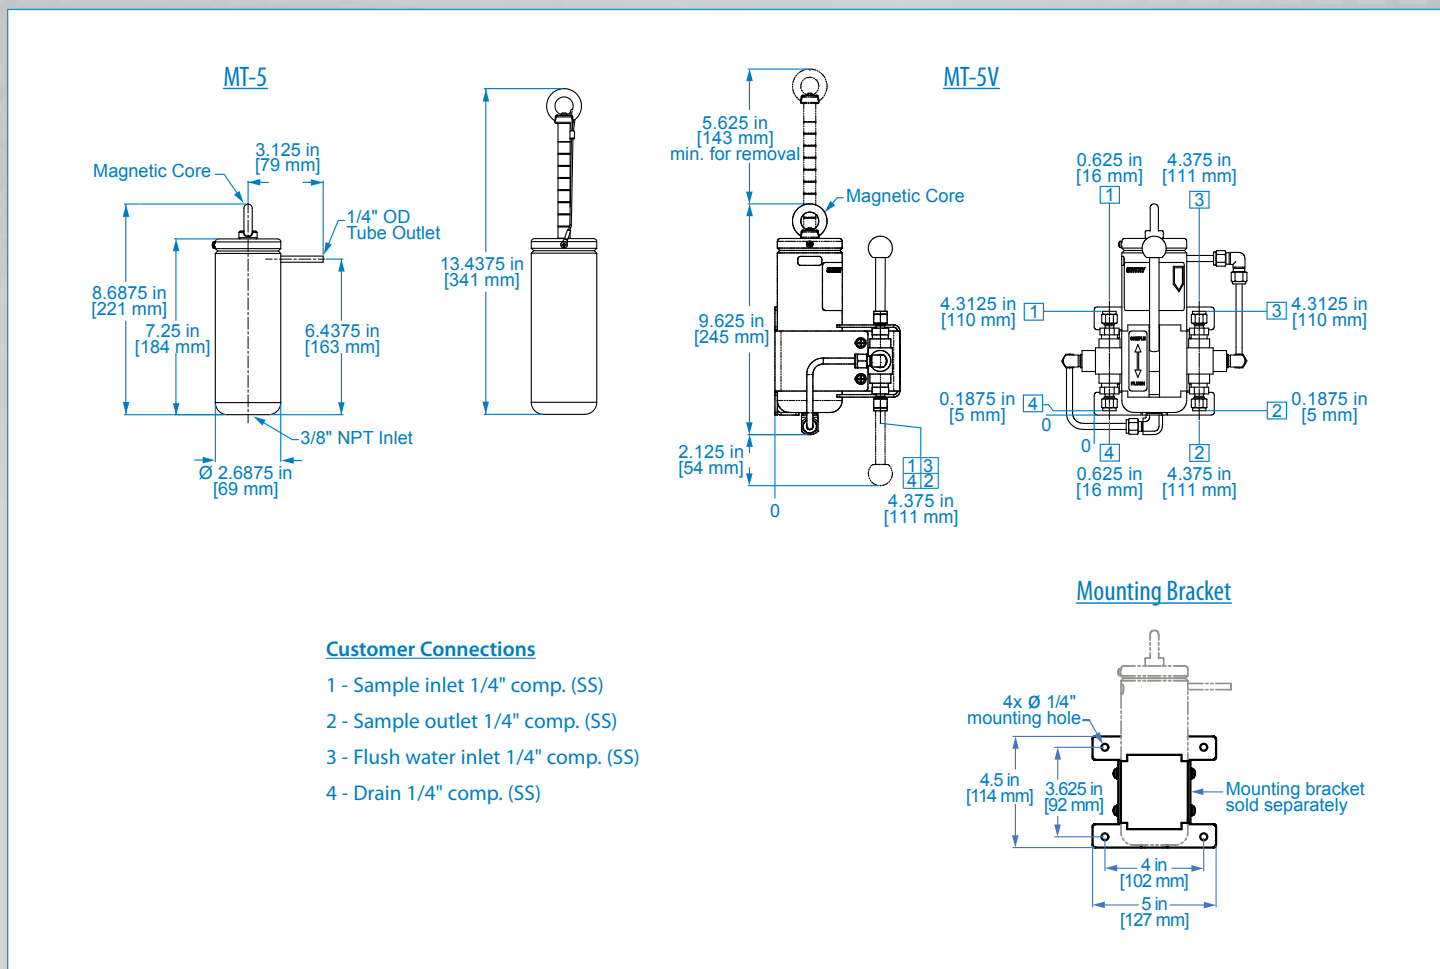 MT-5
Magnetic Core
3.125 in
[79 mm]
1/4" OD
Tube Outlet
8.6875 in
[221 mm]
7.25 in
[184 mm]
6.4375 in
[163 mm]
3/8" NPT Inlet
Ø 2.6875 in
[69 mm]
13.4375 in
[341 mm]
MT-5V
5.625 in
[143 mm]
min. for removal
Magnetic Core
9.625 in
[245 mm]
2.125 in
[54 mm]
0
1 3
4 2
4.375 in
[111 mm]
0.625 in
[16 mm]
1
4.375 in
[111 mm]
3
SENTRY
4.3125 in
[110 mm]
1
3
4.3125 in
[110 mm]
SAMPLE
FLUSH
0.1875 in
[5 mm]
4
0
2
0.1875 in
[5 mm]
0
4
0.625 in
[16 mm]
2
4.375 in
[111 mm]
Customer Connections
1 - Sample inlet 1/4" comp. (SS)
2 - Sample outlet 1/4" comp. (SS)
3 - Flush water inlet 1/4" comp. (SS)
4 - Drain 1/4" comp. (SS)
Mounting Bracket
4x Ø 1/4"
mounting hole
4.5 in
[114 mm]
3.625 in
[92 mm]
Mounting bracket
sold separately
4 in
[102 mm]
5 in
[127 mm]